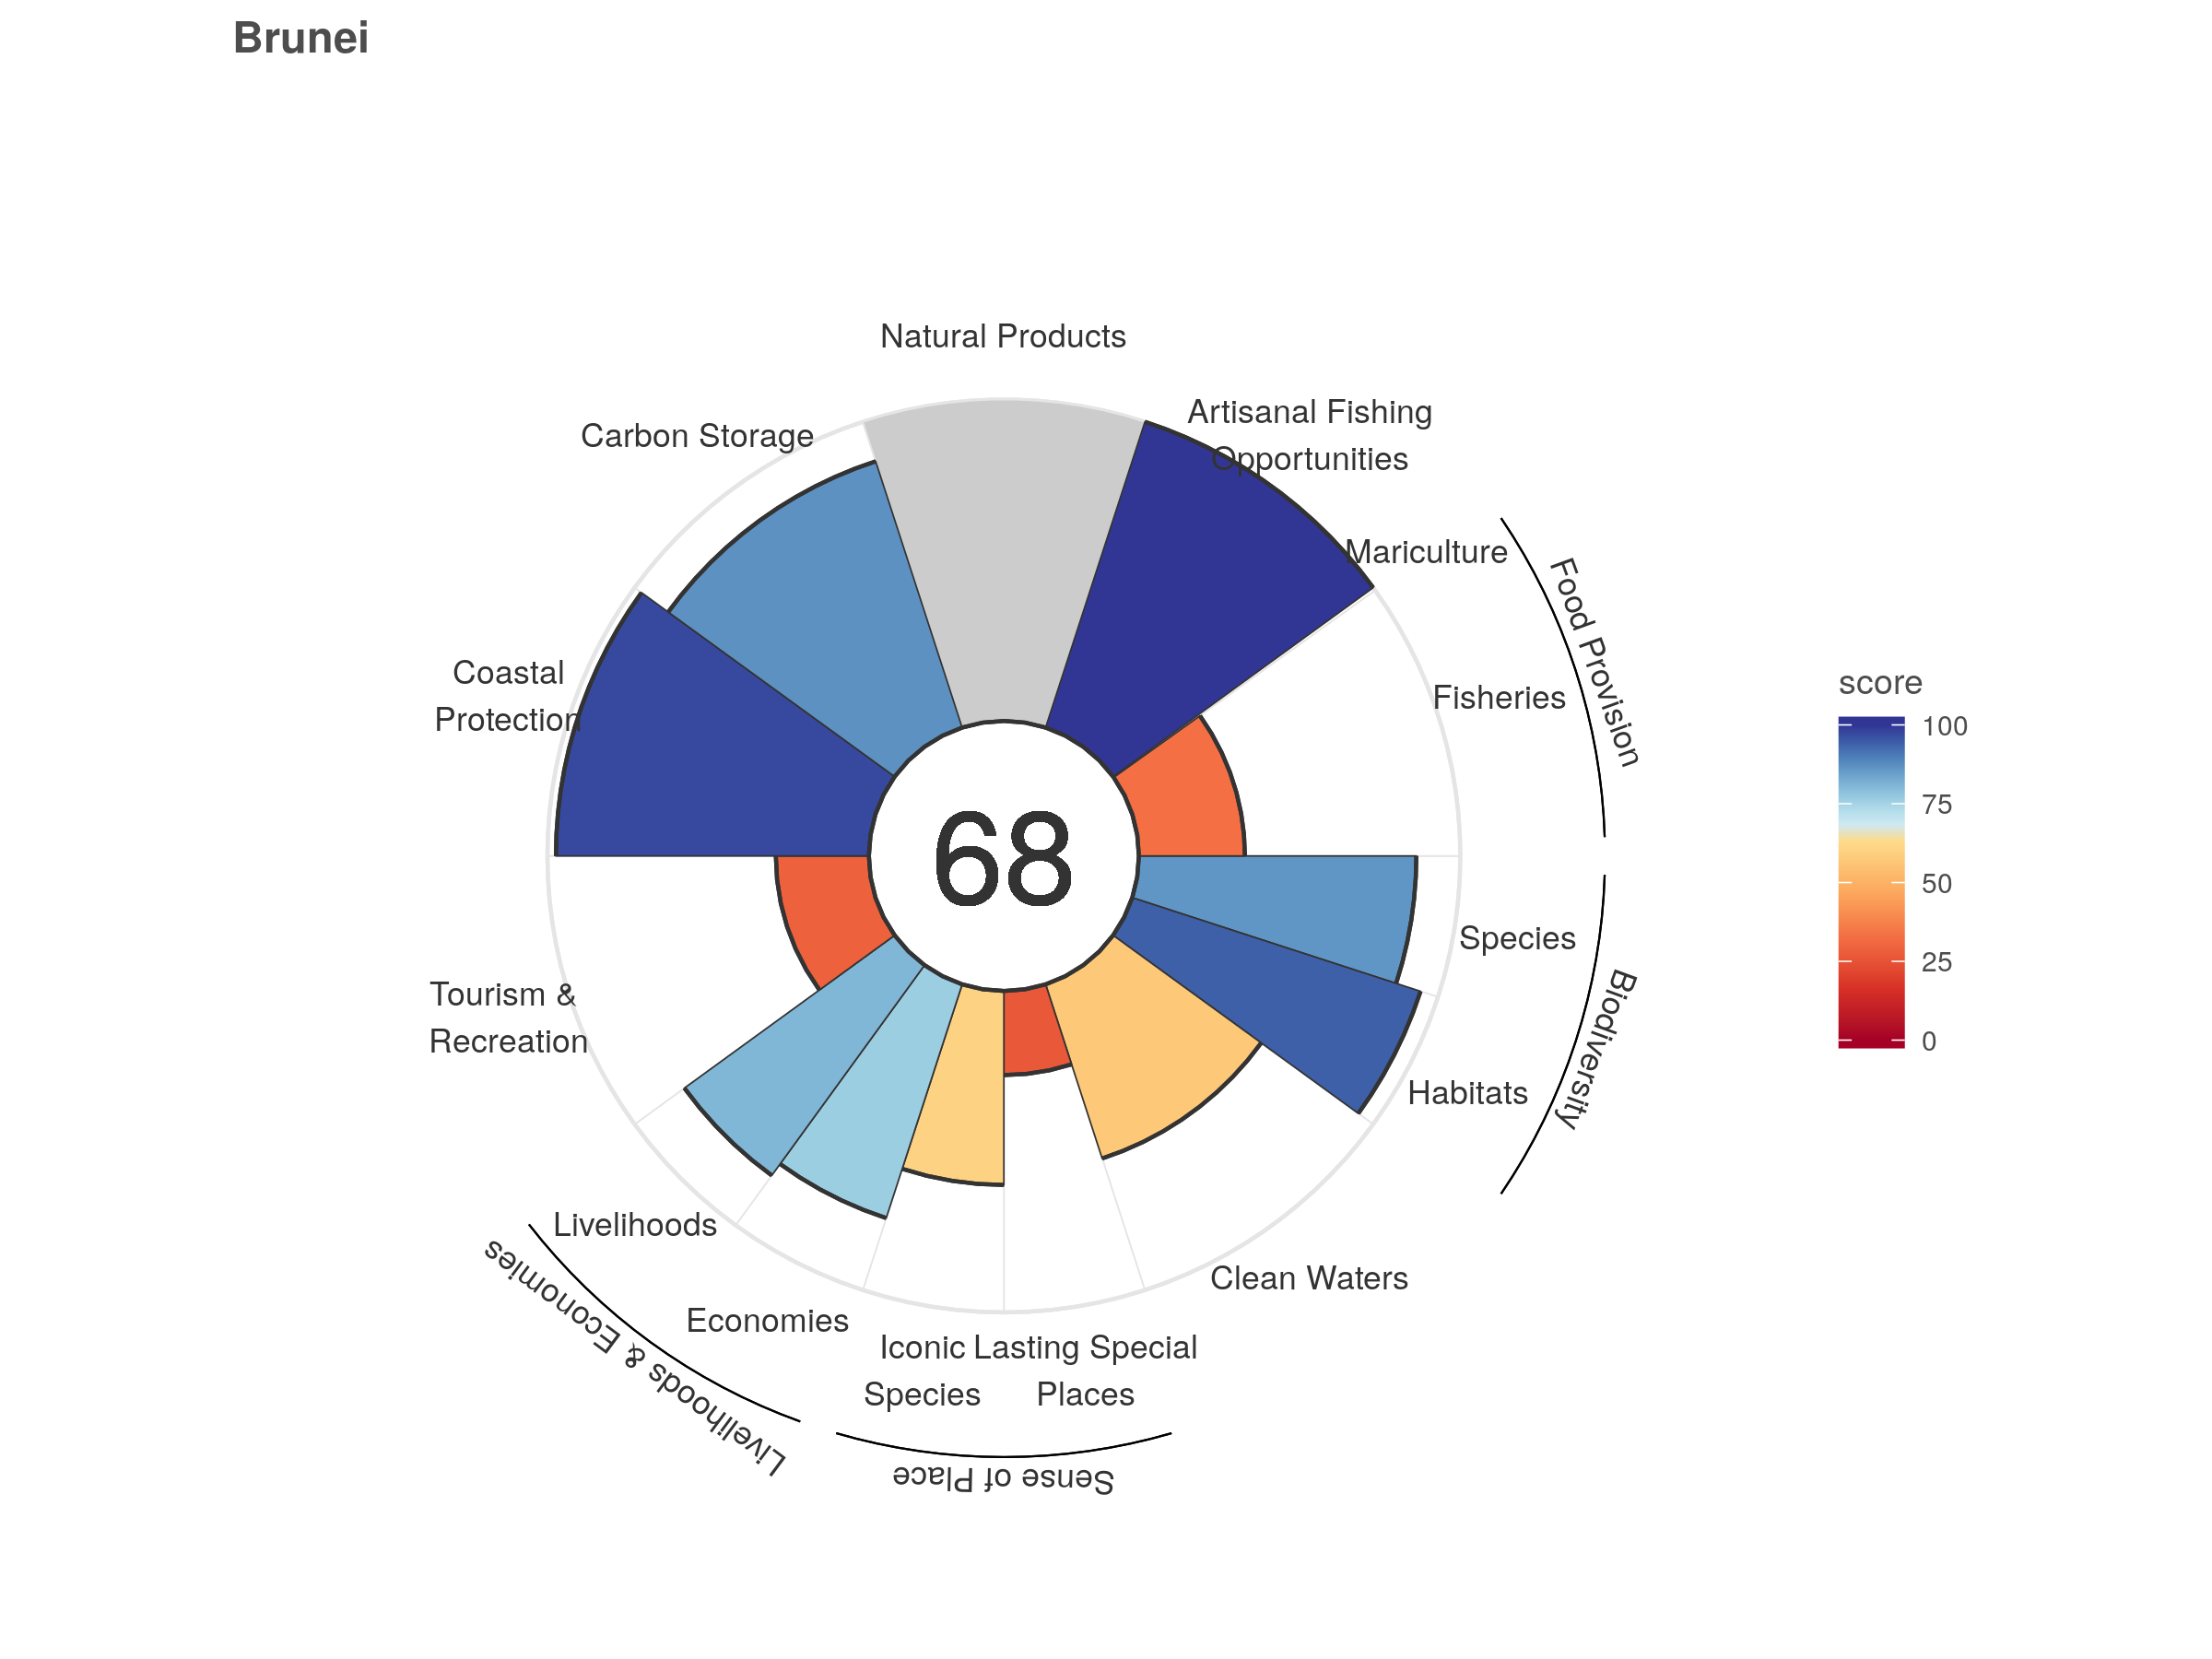 Brunei
Natural Products
Artisanal Fishing
Opportunities
Carbon Storage
Mariculture
Food Provision
Fisheries
Coastal
Protection
score
100
75
50
25
0
68
Species
Biodiversity
Habitats
Tourism &
Recreation
Livelihoods
Livelihoods & Economies
Economies
Clean Waters
Iconic
Species
Lasting Special
Places
Sense of Place